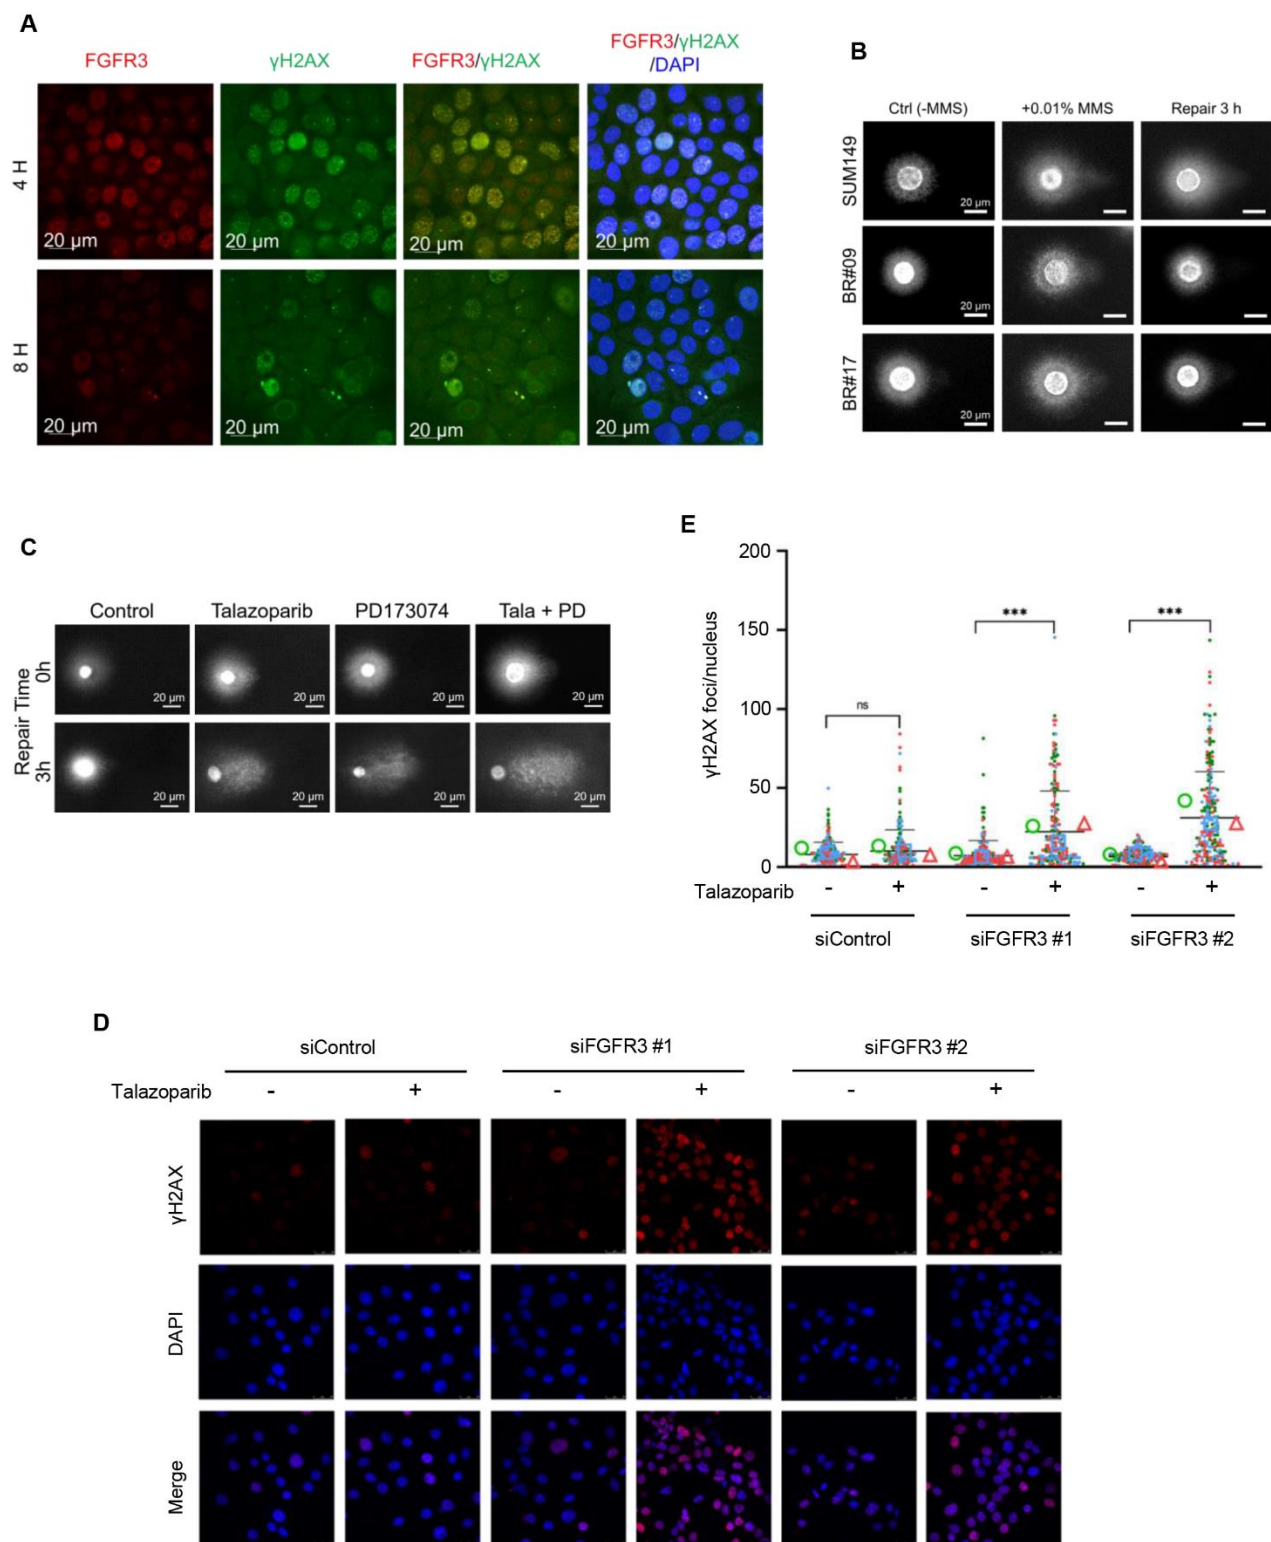 A
FGFR3
γH2AX
FGFR3/γH2AX
FGFR3/γH2AX
/DAPI
4 H
20 µm
20 µm
20 µm
20 µm
8 H
20 µm
20 µm
20 µm
20 µm
B
Ctrl (-MMS)
+0.01% MMS
Repair 3 h
SUM149
20 µm
BR#09
20 µm
BR#17
20 µm
C
Control
Talazoparib
PD173074
Tala + PD
Repair Time
0h
20 µm
20 µm
20 µm
20 µm
3h
20 µm
20 µm
20 µm
20 µm
E
γH2AX foci/nucleus
200
150
100
50
0
ns
***
***
Talazoparib
-
+
-
+
-
+
siControl
siFGFR3 #1
siFGFR3 #2
D
siControl
siFGFR3 #1
siFGFR3 #2
Talazoparib
-
+
-
+
-
+
γH2AX
DAPI
Merge